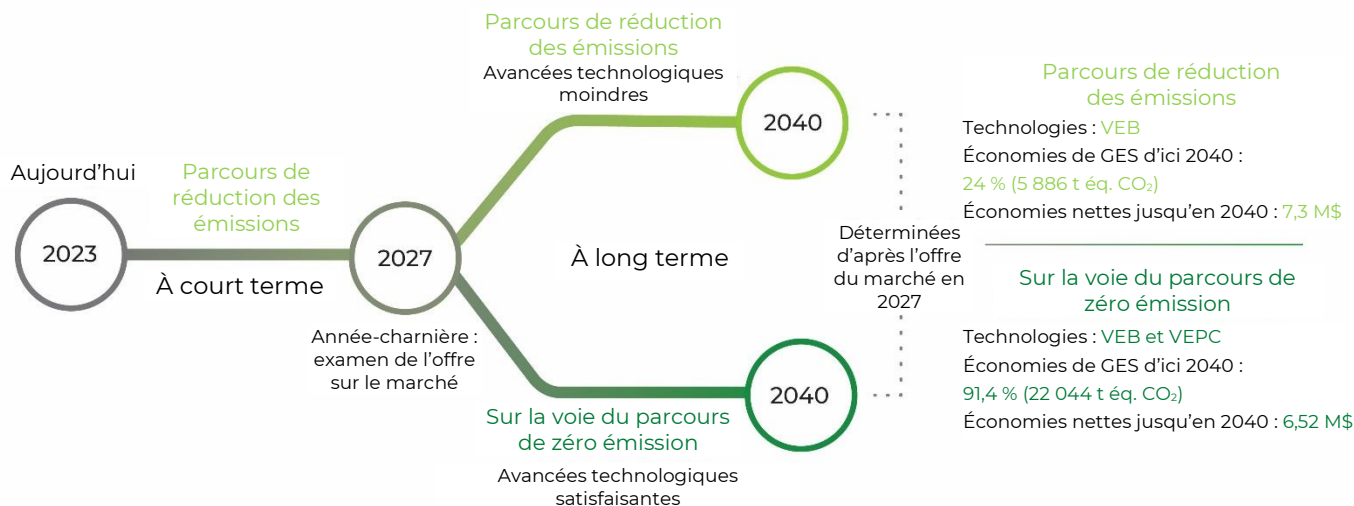 Aujourd'hui
2023
Parcours de
réduction des
émissions
À court terme
2027
Année-charnière :
examen de l'offre
sur le marché
Parcours de réduction
des émissions
Avancées technologiques
moindres
2040
À long terme
Sur la voie du parcours
de zéro émission
Avancées technologiques
satisfaisantes
2040
Déterminées
d'après l'offre
du marché en
2027
Parcours de réduction
des émissions
Technologies : VEB
Économies de GES d'ici 2040 :
24 % (5 886 t éq. CO₂)
Économies nettes jusqu'en 2040 : 7,3 M$
Sur la voie du parcours de
zéro émission
Technologies : VEB et VEPC
Économies de GES d'ici 2040 :
91,4 % (22 044 t éq. CO₂)
Économies nettes jusqu'en 2040 : 6,52 M$